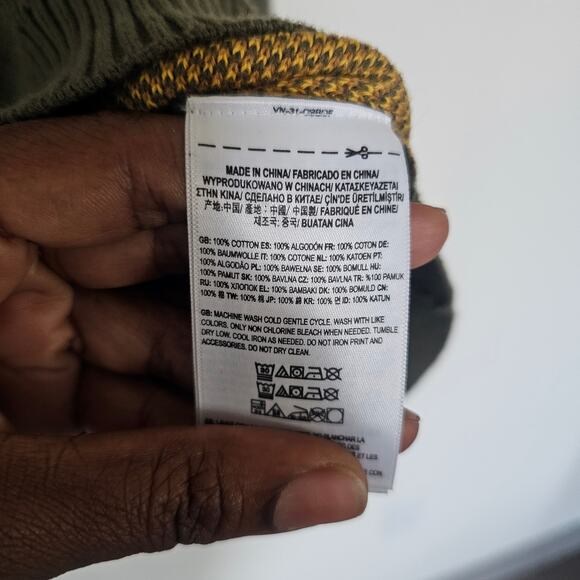 MADE IN CHINA/ FABRICADO EN CHINA/
WYPRODUKOWANO W CHINACH/ ΚΑΤΑΣΚΕΥΑΖΕΤΑΙ
ΣΤΗΝ ΚΙΝΑ/ СДЕЛАНО В КИТАЕ/ ÇİN'DE ÜRETİLMİŞTİR/
产地:中国/ 產地: 中國/ 中国製/ FABRIQUÉ EN CHINE/
제조국: 중국/ BUATAN CINA
GB: 100% COTTON ES: 100% ALGODÓN FR: 100% COTON DE:
100% BAUMWOLLE IT: 100% COTONE NL: 100% KATOEN PT:
100% ALGODÃO PL: 100% BAWEŁNA SE: 100% BOMULL HU:
100% PAMUT SK: 100% BAVLNA CZ: 100% BAVLNA TR: %100 PAMUK
RU: 100% ХЛОПОК EL: 100% ΒΑΜΒΑΚΙ DK: 100% BOMULD CN:
100% 棉 TW: 100% 棉 JP: 100% 綿 KR: 100% 면 ID: 100% KATUN
GB: MACHINE WASH COLD GENTLE CYCLE. WASH WITH LIKE
COLORS. ONLY NON CHLORINE BLEACH WHEN NEEDED. TUMBLE
DRY LOW. COOL IRON AS NEEDED. DO NOT IRON PRINT AND
ACCESSORIES. DO NOT DRY CLEAN.
BLANCHAR LA
ET LES
CON